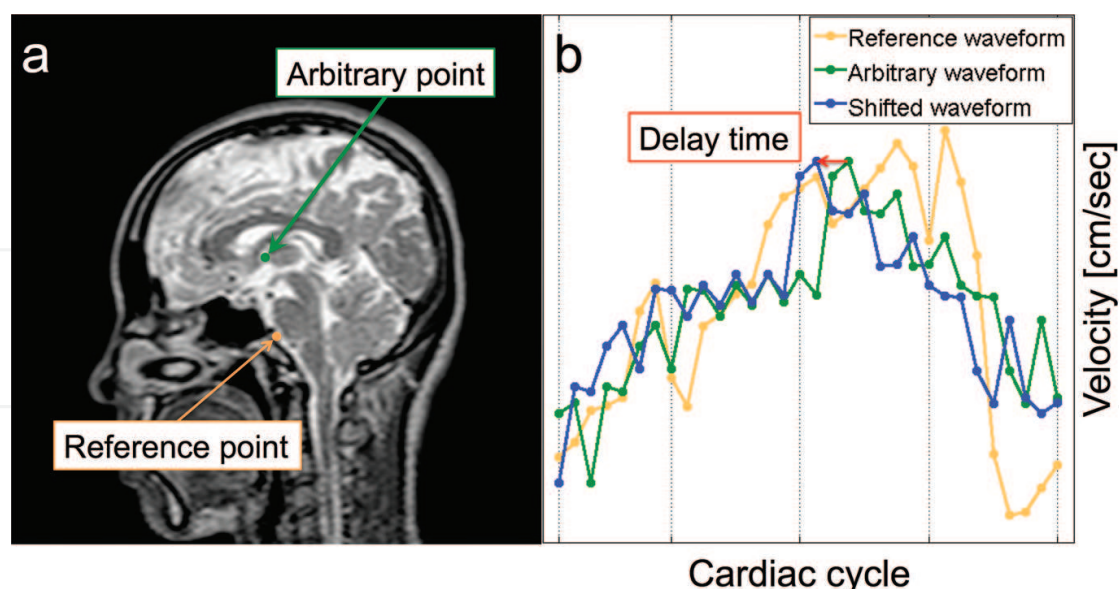 a
Arbitrary point
Reference point
b
Reference waveform
Arbitrary waveform
Shifted waveform
Delay time
Velocity [cm/sec]
Cardiac cycle